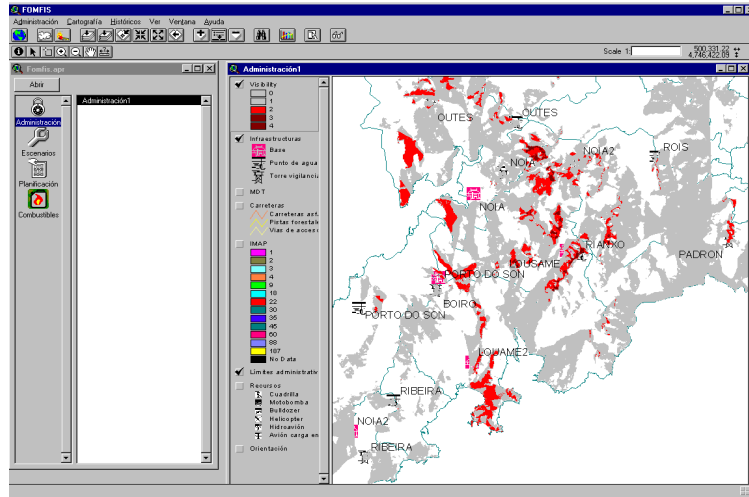 FOMFIS
Administración Cartografía Históricos Ver Ventana Ayuda
Scale 1:
500,331.22
4,746,422.09
Fomfix.apr
Abrir
Administración
Escenarios
Planificación
Combustibles
Administración1
Administración1
Visibility
0
1
2
3
4
Infraestructuras
Base
Punto de agua
Torre vigilancia
MDT
Carreteras
Carreteras asf.
Pistas forestale
Vías de acceso
IMAP
1
2
3
4
9
18
22
30
35
45
60
88
187
No Data
Límites administrativ
Recursos
Cuadrilla
Motobomba
Bulldozer
Helicopter
Hidroavión
Avión carga en
Orientación
OUTES
OUTES
NOIA
NOIA2
ROIS
NOIA
RIANXO
PADRON
LOUSAME
PORTO DO SON
BOIRO
PORTO DO SON
LOUAME2
RIBEIRA
NOIA2
RIBEIRA